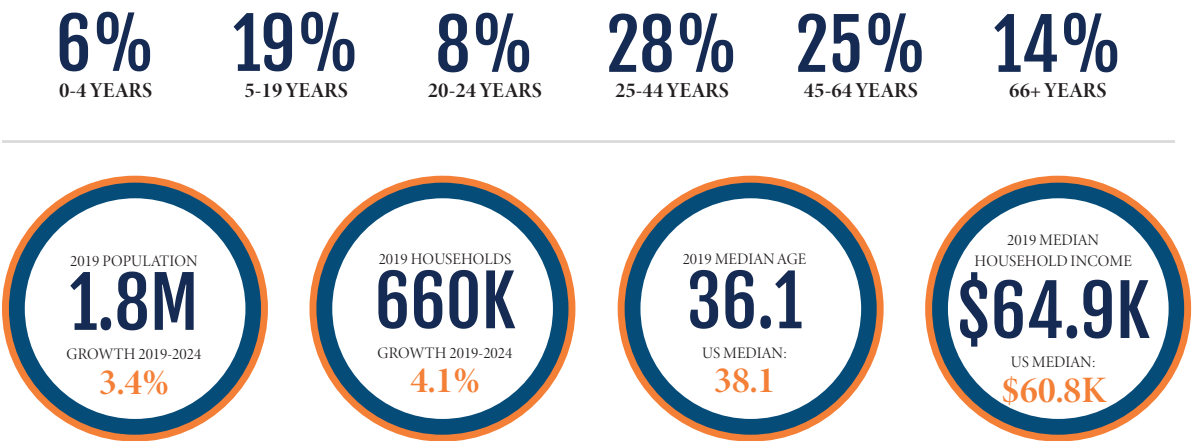 6% 19% 8% 28% 25% 14%
0-4 YEARS 5-19 YEARS 20-24 YEARS 25-44 YEARS 45-64 YEARS 66+ YEARS
2019 POPULATION
1.8M
GROWTH 2019-2024
3.4%
2019 HOUSEHOLDS
660K
GROWTH 2019-2024
4.1%
2019 MEDIAN AGE
36.1
US MEDIAN:
38.1
2019 MEDIAN
HOUSEHOLD INCOME
$64.9K
US MEDIAN:
$60.8K